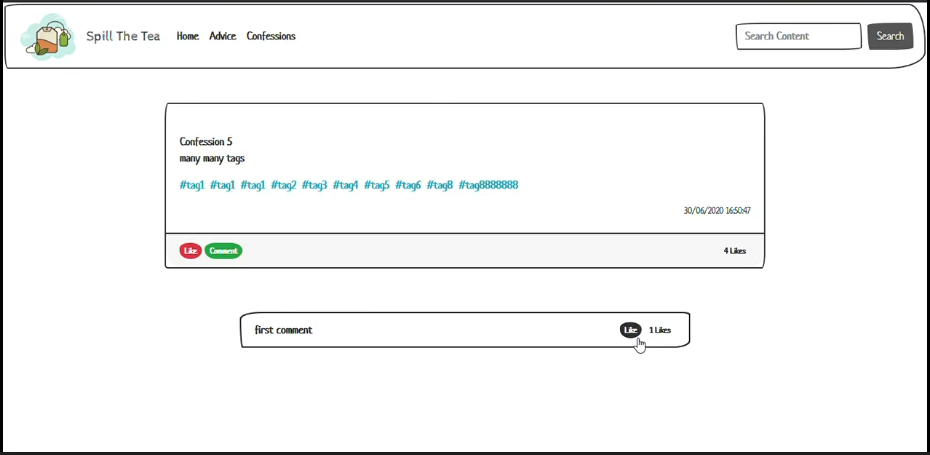 Spill The Tea Home Advice Confessions Search Content Search
Confession 5
many many tags
#tag1 #tag1 #tag1 #tag2 #tag3 #tag4 #tag5 #tag6 #tag8 #tag8888888
30/06/2020 16:50:47
Like Comment 4 Likes
first comment Like 1 Likes